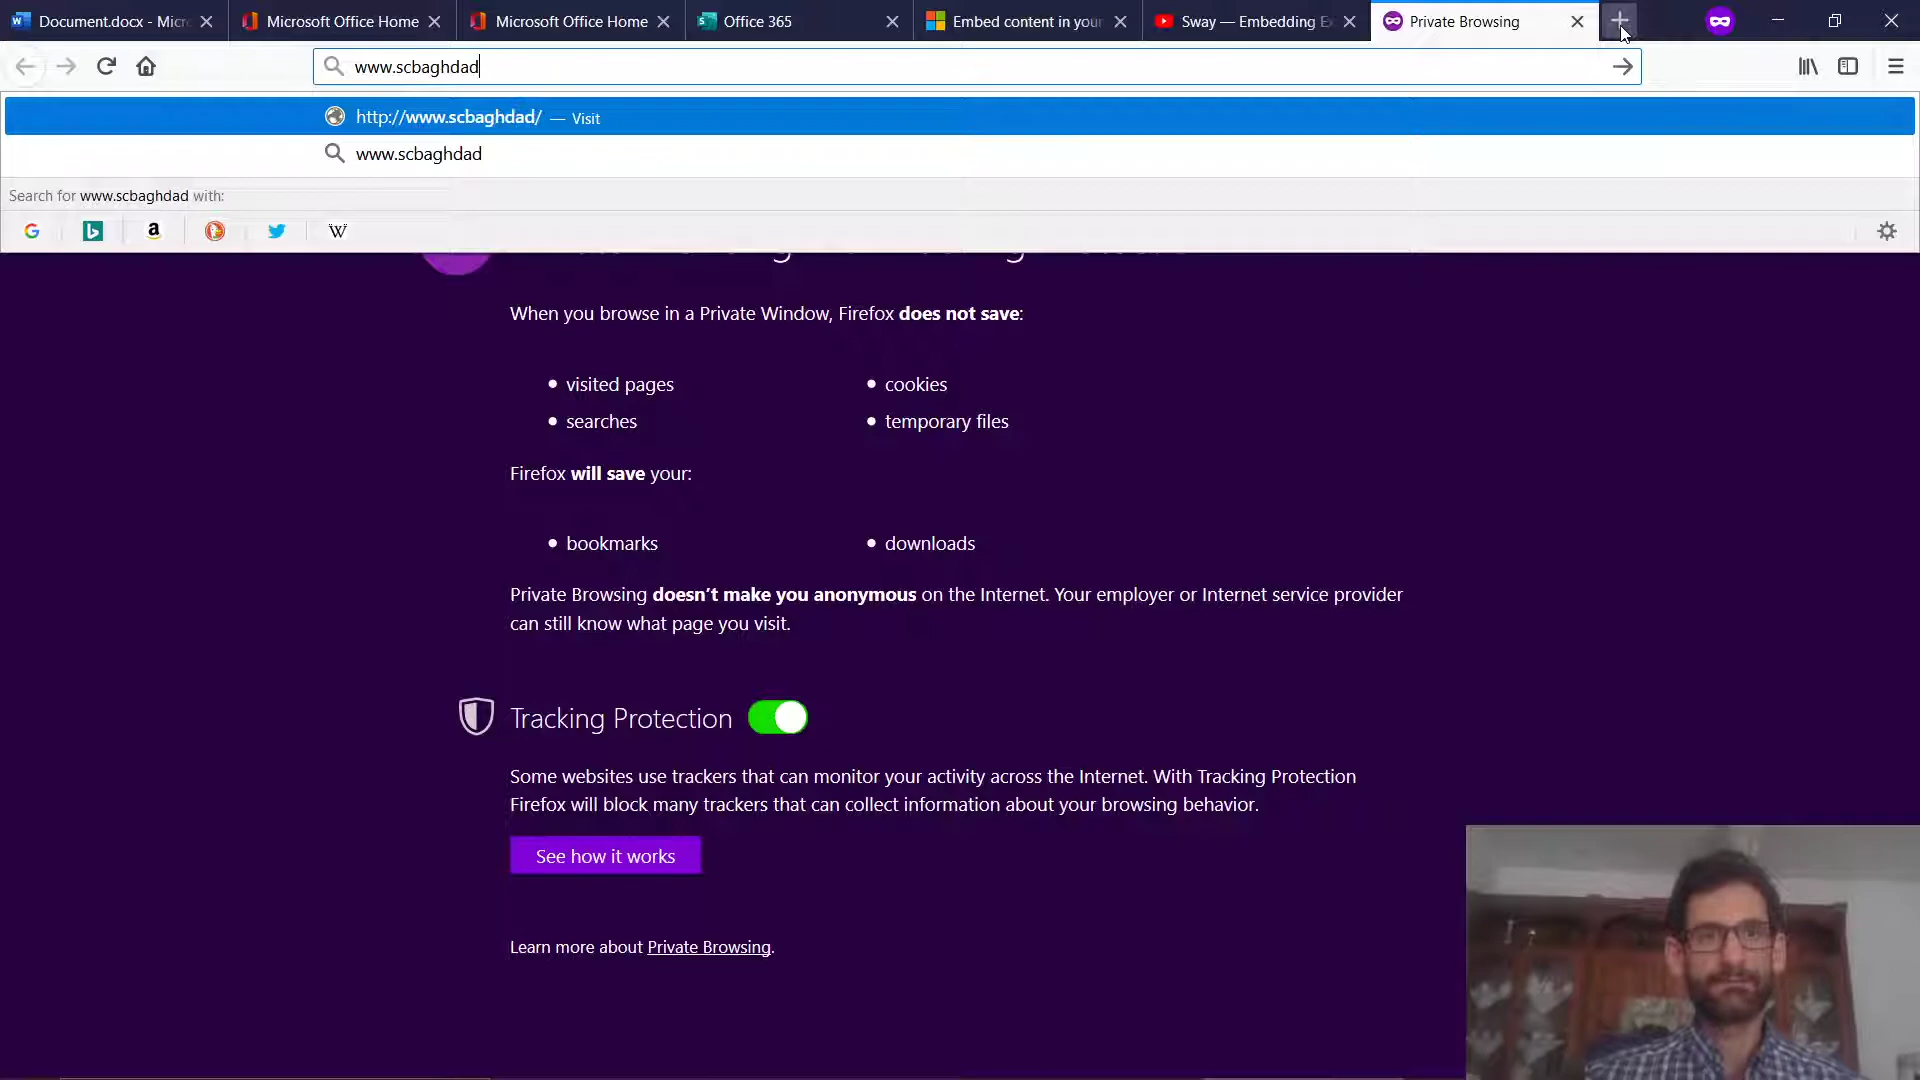 Document.docx - Micr
Microsoft Office Home
Microsoft Office Home
Office 365
Embed content in your
Sway — Embedding Ex
Private Browsing
www.scbaghdad
http://www.scbaghdad/ — Visit
www.scbaghdad
Search for www.scbaghdad with:
When you browse in a Private Window, Firefox does not save:
• visited pages
• cookies
• searches
• temporary files
Firefox will save your:
• bookmarks
• downloads
Private Browsing doesn’t make you anonymous on the Internet. Your employer or Internet service provider
can still know what page you visit.
Tracking Protection
Some websites use trackers that can monitor your activity across the Internet. With Tracking Protection
Firefox will block many trackers that can collect information about your browsing behavior.
See how it works
Learn more about Private Browsing.